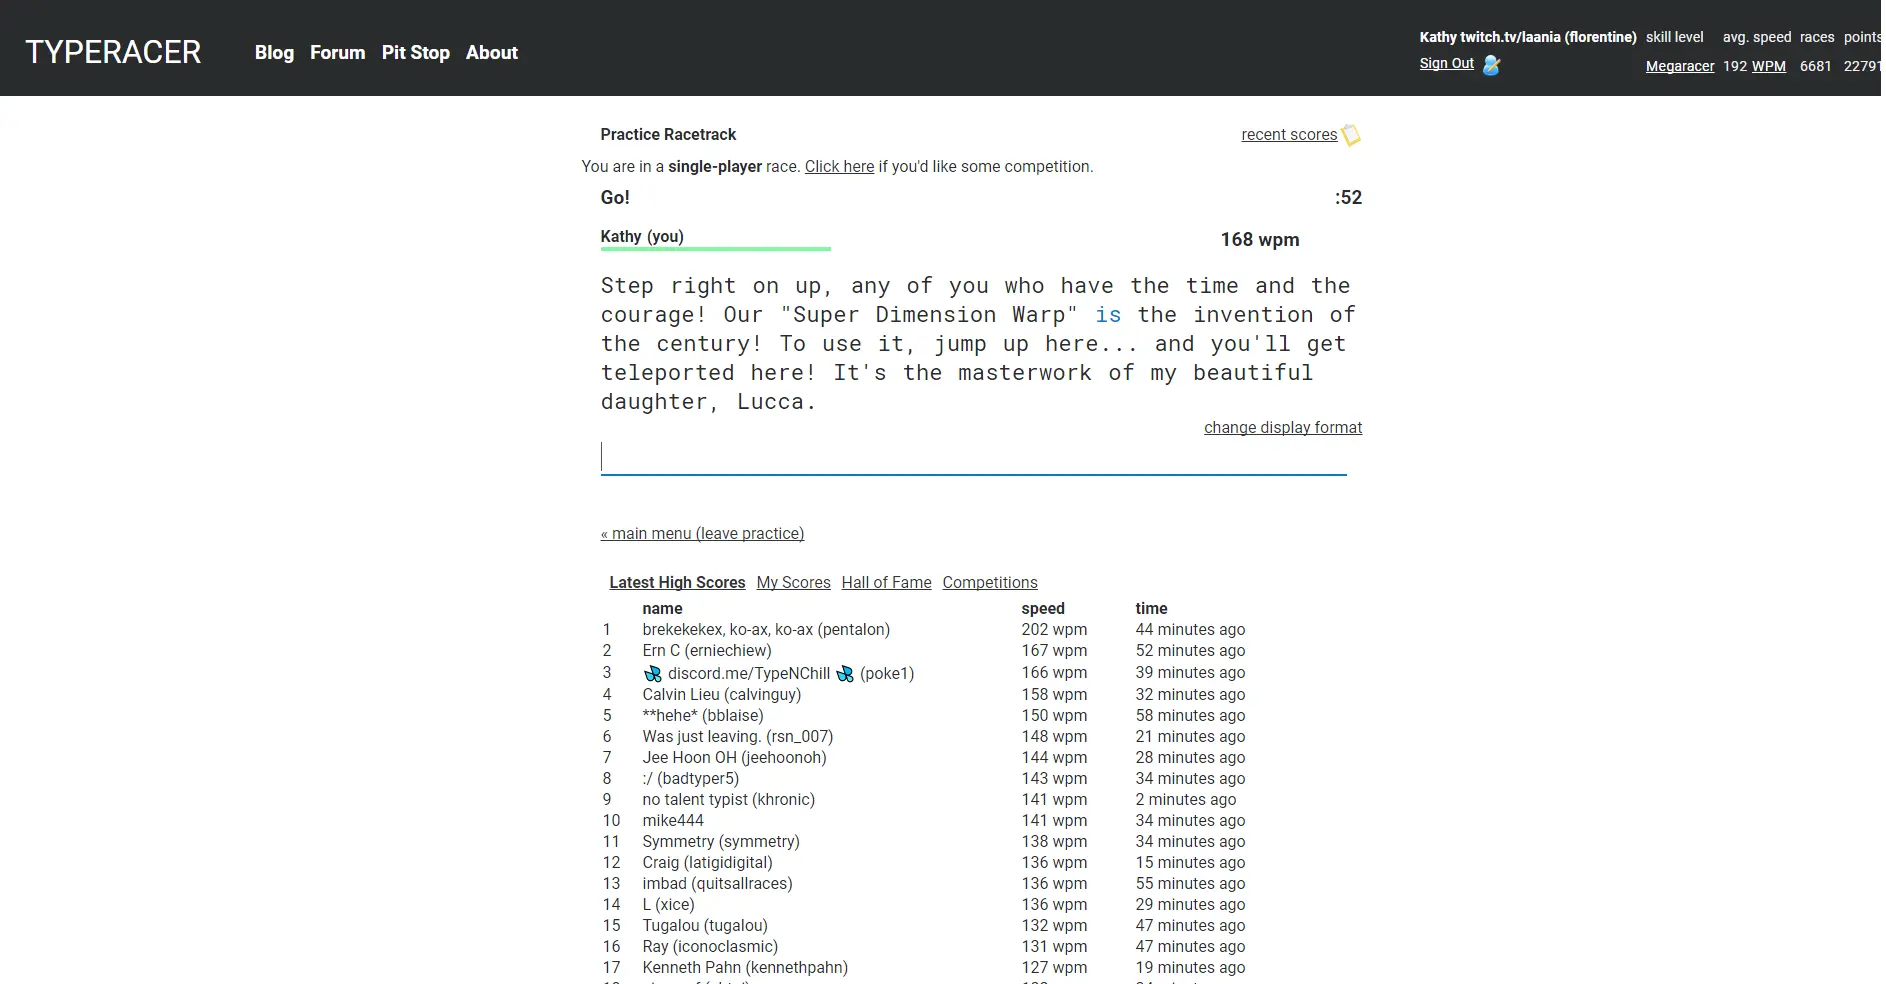 TYPERACER Blog Forum Pit Stop About
Kathy twitch.tv/laania (florentine) skill level avg. speed races points
Sign Out Megaracer 192 WPM 6681 22791
Practice Racetrack recent scores
You are in a single-player race. Click here if you'd like some competition.
Go! :52
Kathy (you) 168 wpm
Step right on up, any of you who have the time and the
courage! Our "Super Dimension Warp" is the invention of
the century! To use it, jump up here... and you'll get
teleported here! It's the masterwork of my beautiful
daughter, Lucca.
change display format
« main menu (leave practice)
Latest High Scores My Scores Hall of Fame Competitions
name speed time
1 brekekekex, ko-ax, ko-ax (pentalon) 202 wpm 44 minutes ago
2 Ern C (erniechiew) 167 wpm 52 minutes ago
3 💦 discord.me/TypeNChill 💦 (poke1) 166 wpm 39 minutes ago
4 Calvin Lieu (calvinguy) 158 wpm 32 minutes ago
5 **hehe* (bblaise) 150 wpm 58 minutes ago
6 Was just leaving. (rsn_007) 148 wpm 21 minutes ago
7 Jee Hoon OH (jeehoonoh) 144 wpm 28 minutes ago
8 :/ (badtyper5) 143 wpm 34 minutes ago
9 no talent typist (khronic) 141 wpm 2 minutes ago
10 mike444 141 wpm 34 minutes ago
11 Symmetry (symmetry) 138 wpm 34 minutes ago
12 Craig (latigidigital) 136 wpm 15 minutes ago
13 imbad (quitsallraces) 136 wpm 55 minutes ago
14 L (xice) 136 wpm 29 minutes ago
15 Tugalou (tugalou) 132 wpm 47 minutes ago
16 Ray (iconoclasmic) 131 wpm 47 minutes ago
17 Kenneth Pahn (kennethpahn) 127 wpm 19 minutes ago